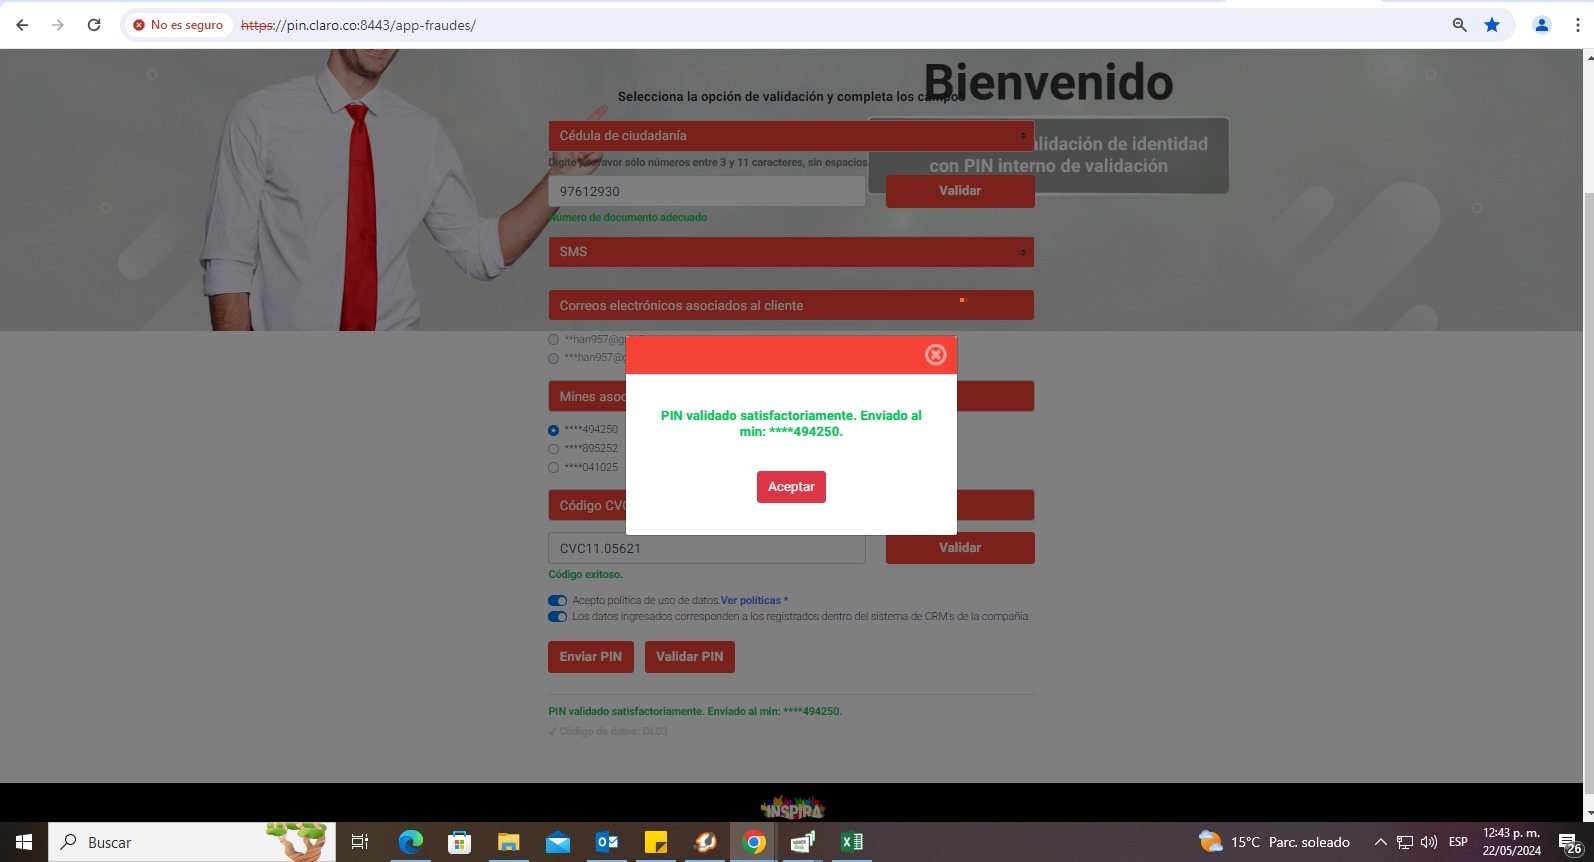 No es seguro
https://pin.claro.co:8443/app-fraudes/
Bienvenido
Selecciona la opción de validación y completa los campos
Cédula de ciudadanía
lidación de identidad
con PIN interno de validación
Digite por favor sólo números entre 3 y 11 caracteres, sin espacios.
97612930
Validar
Número de documento adecuado
SMS
Correos electrónicos asociados al cliente
**han957@g
***han957@g
Mines asoc
****494250
****895252
****041025
PIN validado satisfactoriamente. Enviado al
min: ****494250.
Aceptar
Código CVC
CVC11.05621
Validar
Código exitoso.
Acepto política de uso de datos.Ver políticas *
Los datos ingresados corresponden a los registrados dentro del sistema de CRM's de la compañia
Enviar PIN
Validar PIN
PIN validado satisfactoriamente. Enviado al min: ****494250.
✓ Código de datos: DL03
INSPIRA
Buscar
15°C Parc. soleado
ESP
12:43 p. m.
22/05/2024
26